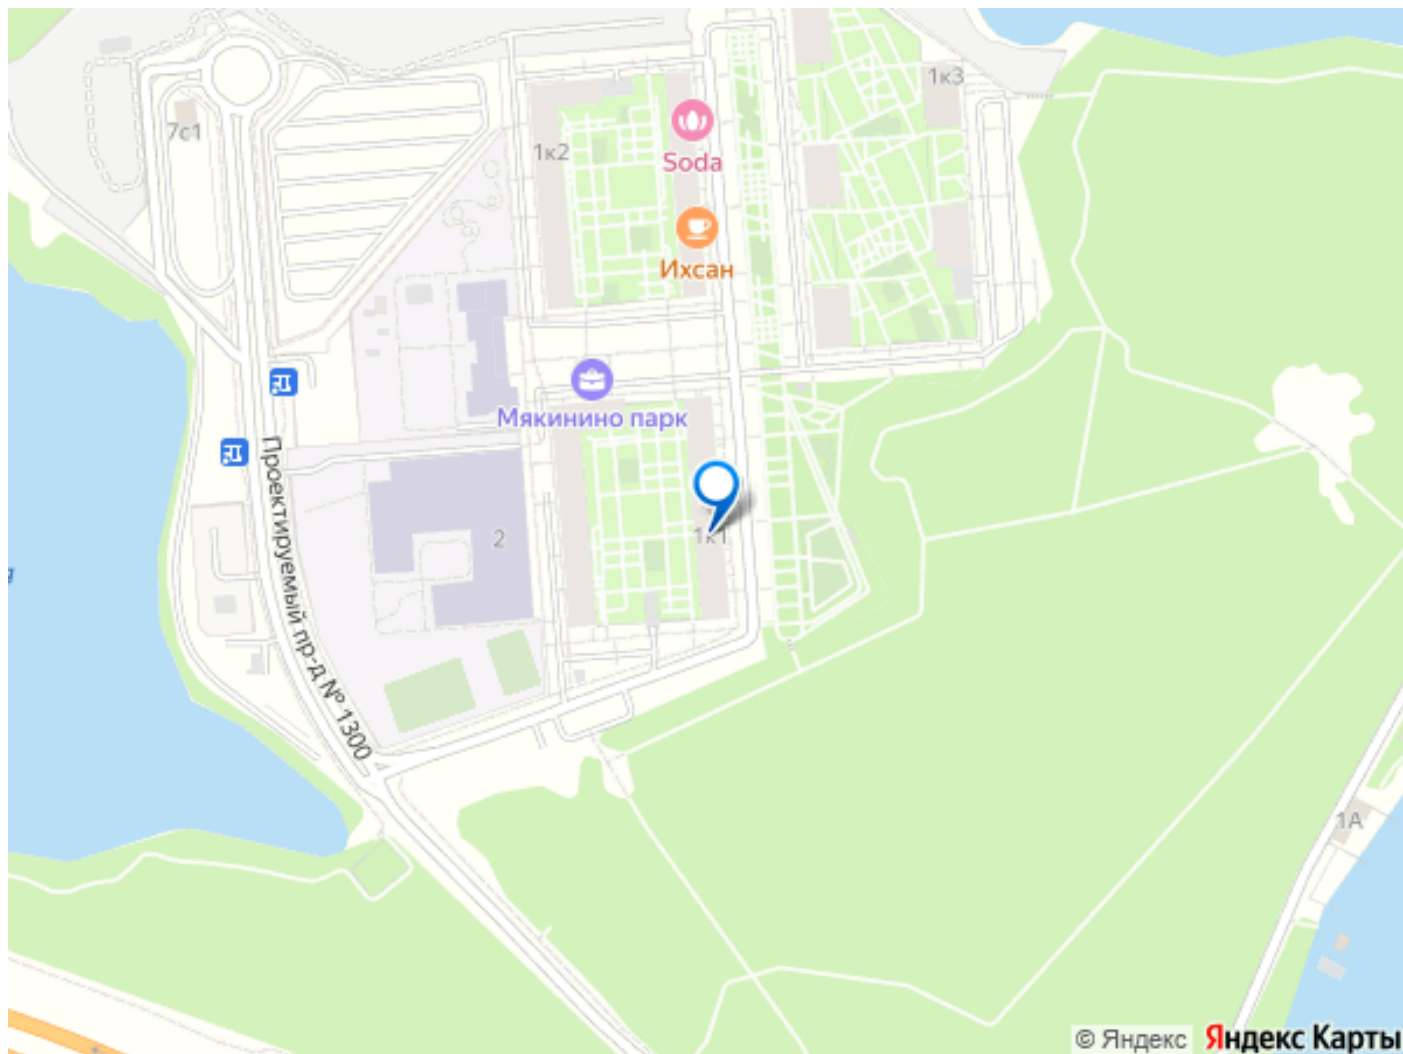 1к3
7с1
1к2
Soda
Ихсан
Мякинино парк
Проектируемый пр-д № 1300
2
1к1
1А
© Яндекс
Яндекс Карты